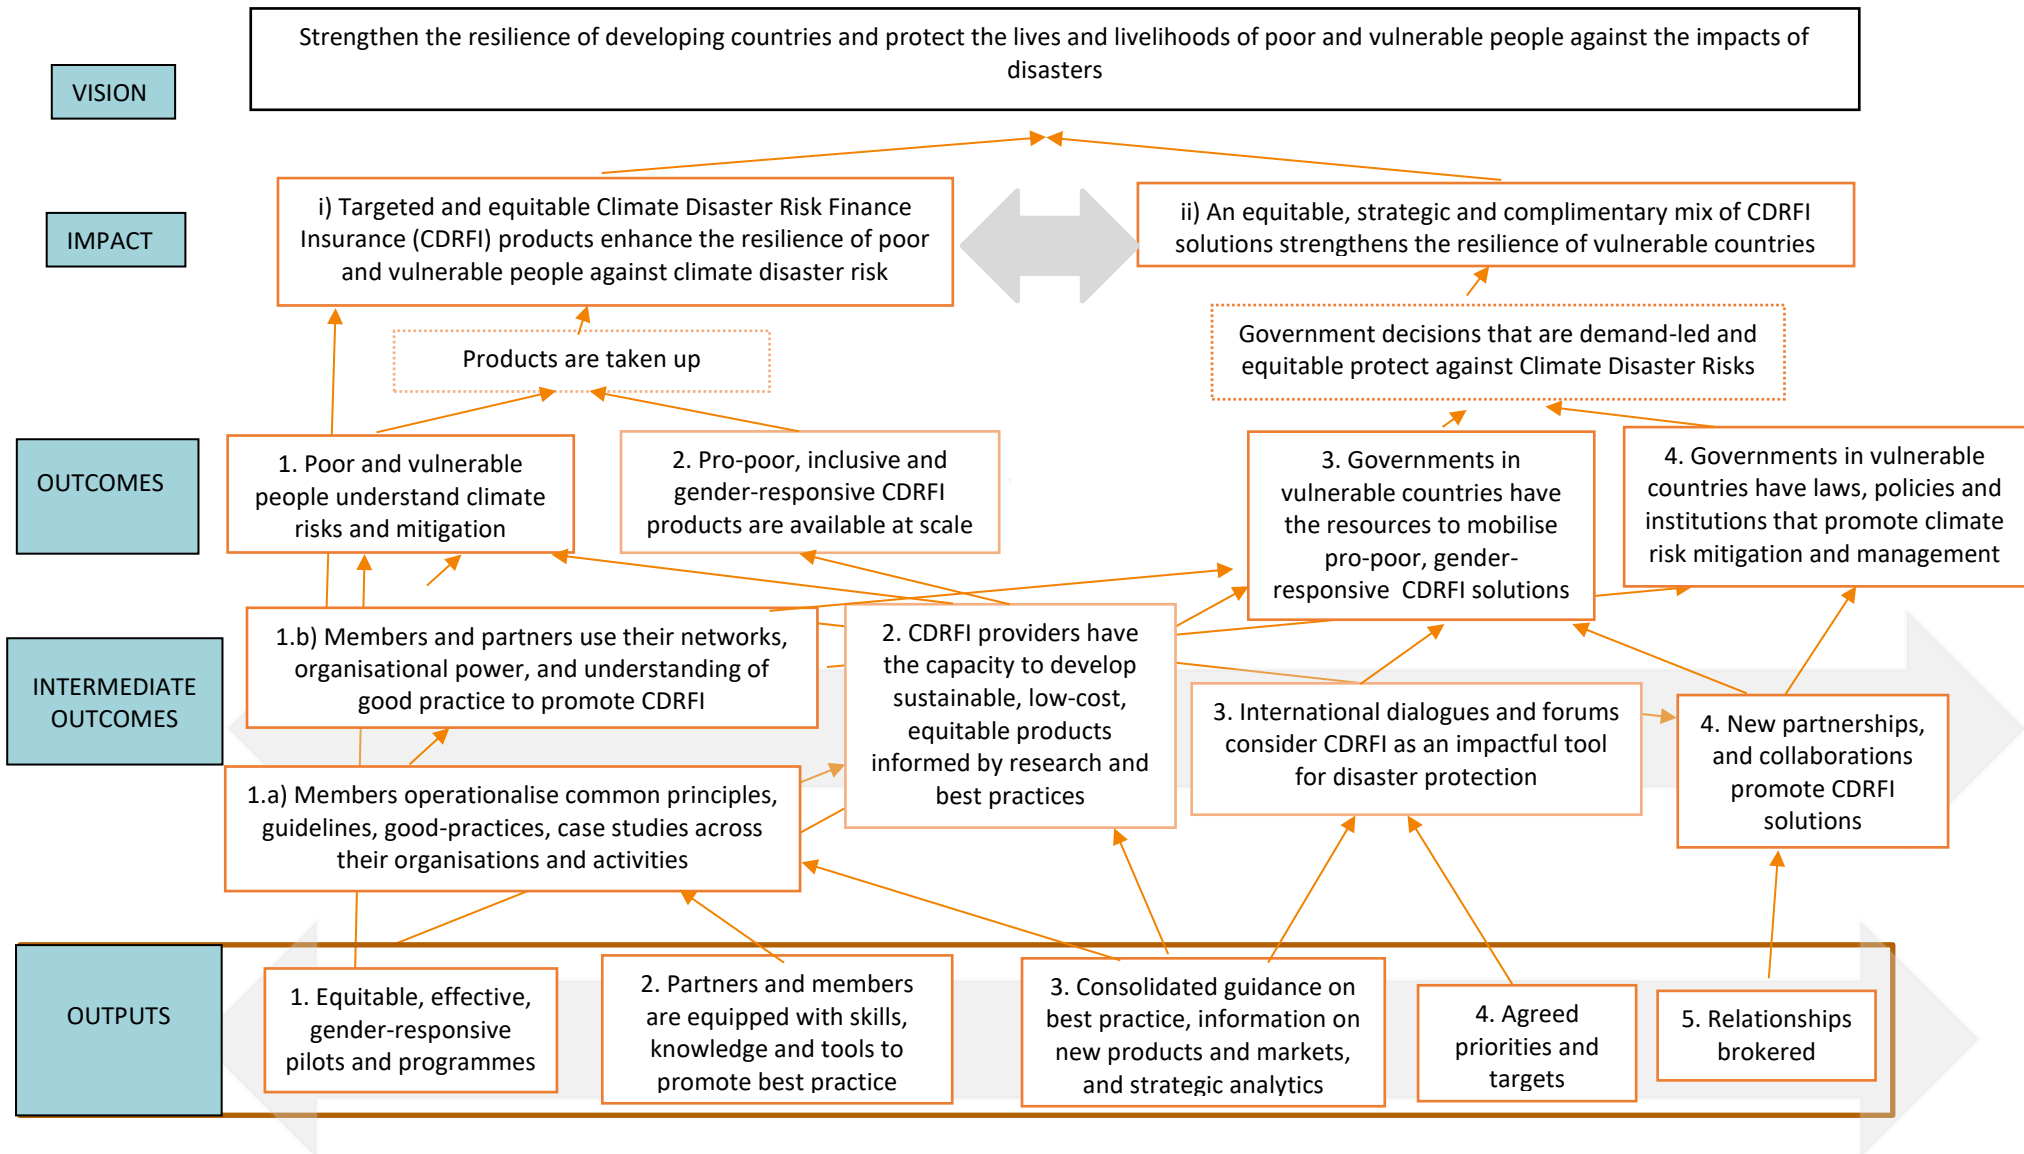 Strengthen the resilience of developing countries and protect the lives and livelihoods of poor and vulnerable people against the impacts of
disasters
VISION
IMPACT
i) Targeted and equitable Climate Disaster Risk Finance
Insurance (CDRFI) products enhance the resilience of poor
and vulnerable people against climate disaster risk
ii) An equitable, strategic and complimentary mix of CDRFI
solutions strengthens the resilience of vulnerable countries
Products are taken up
Government decisions that are demand-led and
equitable protect against Climate Disaster Risks
OUTCOMES
1. Poor and vulnerable
people understand climate
risks and mitigation
2. Pro-poor, inclusive and
gender-responsive CDRFI
products are available at scale
3. Governments in
vulnerable countries have
the resources to mobilise
pro-poor, gender-
responsive CDRFI solutions
4. Governments in vulnerable
countries have laws, policies and
institutions that promote climate
risk mitigation and management
INTERMEDIATE
OUTCOMES
1.b) Members and partners use their networks,
organisational power, and understanding of
good practice to promote CDRFI
1.a) Members operationalise common principles,
guidelines, good-practices, case studies across
their organisations and activities
2. CDRFI providers have
the capacity to develop
sustainable, low-cost,
equitable products
informed by research and
best practices
3. International dialogues and forums
consider CDRFI as an impactful tool
for disaster protection
4. New partnerships,
and collaborations
promote CDRFI
solutions
OUTPUTS
1. Equitable, effective,
gender-responsive
pilots and programmes
2. Partners and members
are equipped with skills,
knowledge and tools to
promote best practice
3. Consolidated guidance on
best practice, information on
new products and markets,
and strategic analytics
4. Agreed
priorities and
targets
5. Relationships
brokered